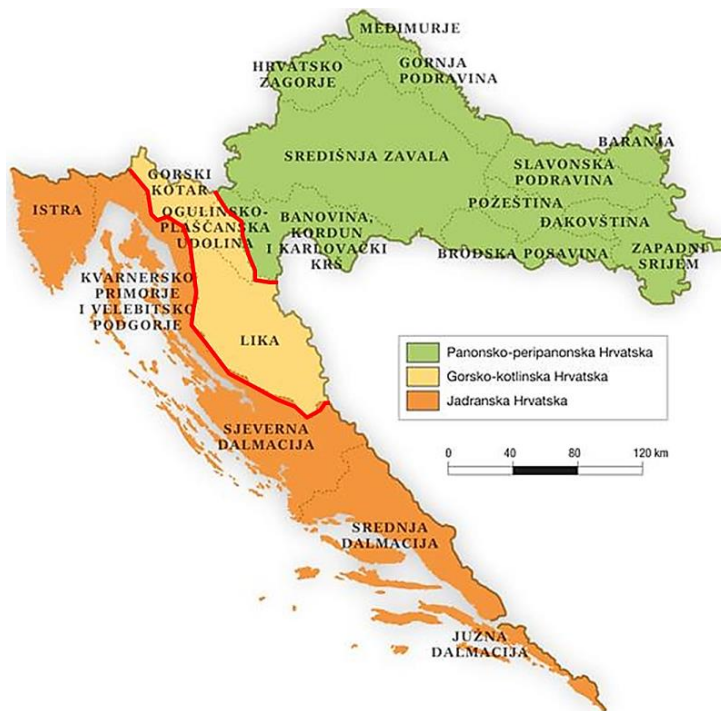 MEĐIMURJE
HRVATSKO
ZAGORJE
GORNJA
PODRAVINA
SREDIŠNJA ZAVALA
BARANJA
SLAVONSKA
PODRAVINA
POŽEŠTINA
ĐAKOVŠTINA
BRODSKA POSAVINA
ZAPADNI
SRIJEM
BANOVINA,
KORDUN
I KARLOVAČKI
KRŠ
GORSKI
KOTAR
OGULINSKO-
PLAŠČANSKA
UDOLINA
ISTRA
KVARNERSKO
PRIMORJE
I VELEBITSKO
PODGORJE
LIKA
Panonsko-peripanonska Hrvatska
Gorsko-kotlinska Hrvatska
Jadranska Hrvatska
0 40 80 120 km
SJEVERNA
DALMACIJA
SREDNJA
DALMACIJA
JUŽNA
DALMACIJA